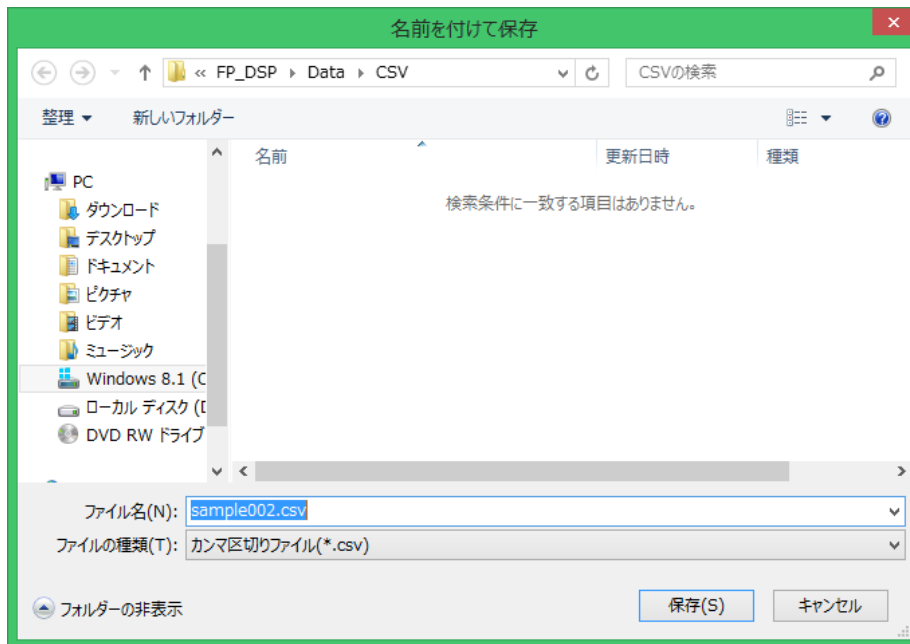 名前を付けて保存
« FP_DSP Data CSV
CSVの検索
整理
新しいフォルダー
名前
更新日時
種類
検索条件に一致する項目はありません。
PC
ダウンロード
デスクトップ
ドキュメント
ピクチャ
ビデオ
ミュージック
Windows 8.1 (C
ローカル ディスク (D
DVD RW ドライブ
ファイル名(N):
sample002.csv
ファイルの種類(T):
カンマ区切りファイル(*.csv)
フォルダーの非表示
保存(S)
キャンセル